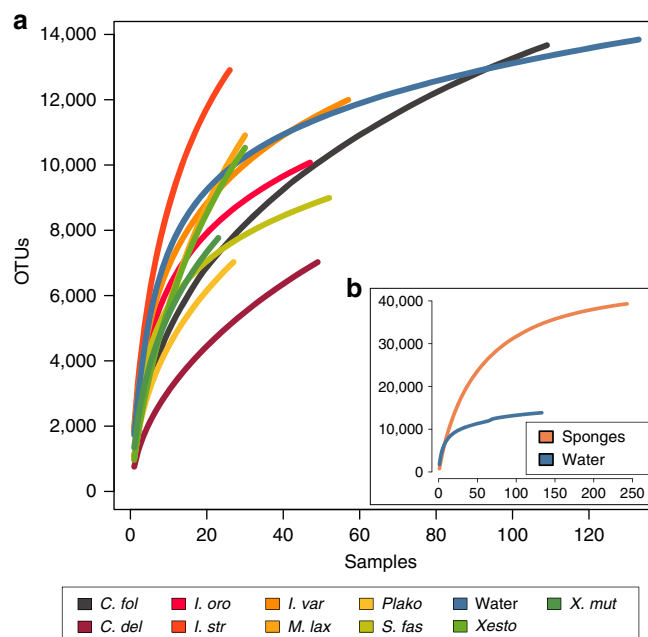 a
14,000
12,000
10,000
8,000
6,000
4,000
2,000
0
OTUs
0 20 40 60 80 100 120
Samples
b
40,000
30,000
20,000
10,000
0
0 50 100 150 200 250
Sponges
Water
C. fol I. oro I. var Plako Water X. mut
C. del I. str M. lax S. fas Xesto